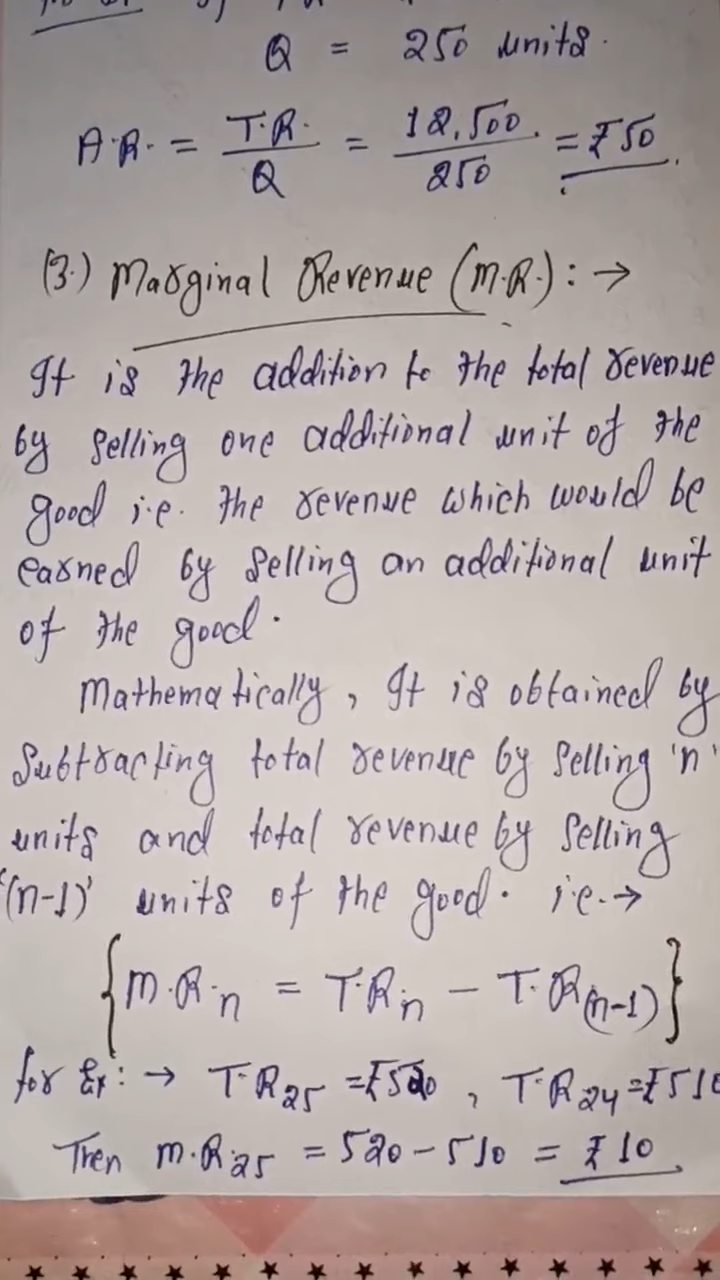 Q = 250 units.
A.R. = T.R. / Q = 12,500 / 250 = ₹50.
(3.) Marginal Revenue (M.R.) : →
It is the addition to the total revenue
by selling one additional unit of the
good i.e. the revenue which would be
earned by selling an additional unit
of the good.
Mathematically, It is obtained by
Subtracting total revenue by selling 'n'
units and total revenue by selling
'(n-1)' units of the good. i.e. →
{M.R.n = T.Rn - T.R(n-1)}
for Ex: → T.R25 = ₹520, T.R24 = ₹510
Then M.R.25 = 520 - 510 = ₹10